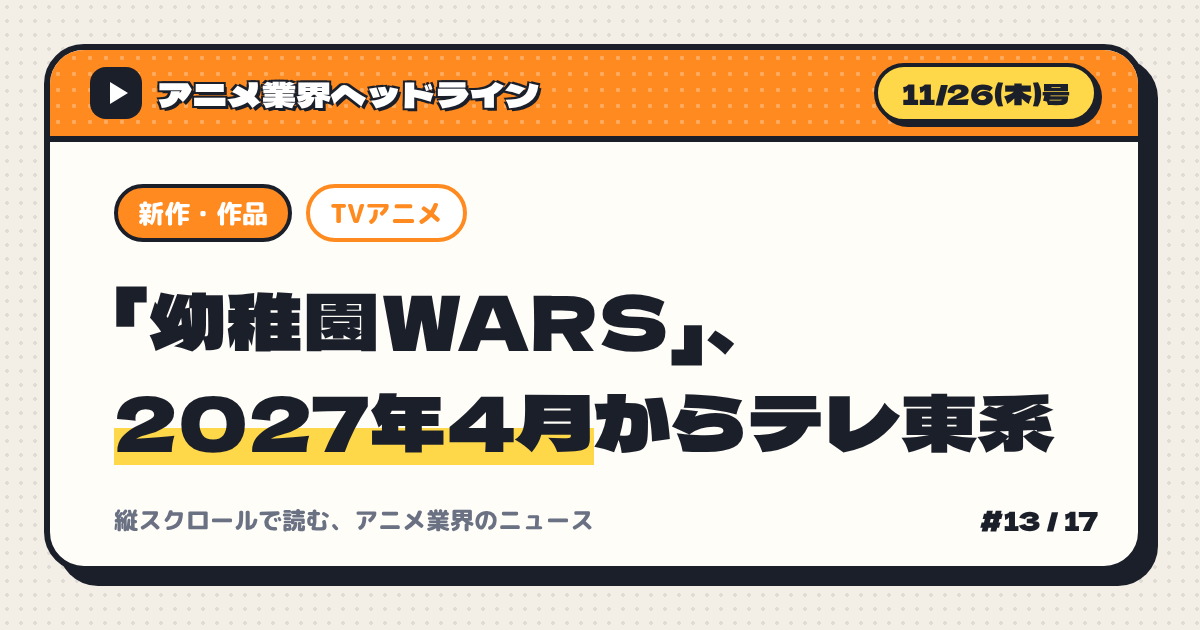 アニメ業界ヘッドライン
11/26(木)号
新作・作品
TVアニメ
「幼稚園WARS」、
2027年4月からテレ東系
縦スクロールで読む、アニメ業界のニュース
#13 / 17